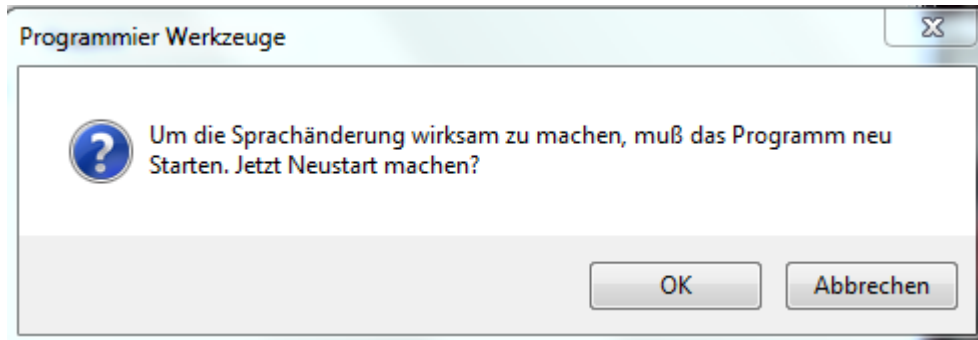 Programmier Werkzeuge
Um die Sprachänderung wirksam zu machen, muß das Programm neu
Starten. Jetzt Neustart machen?
OK
Abbrechen